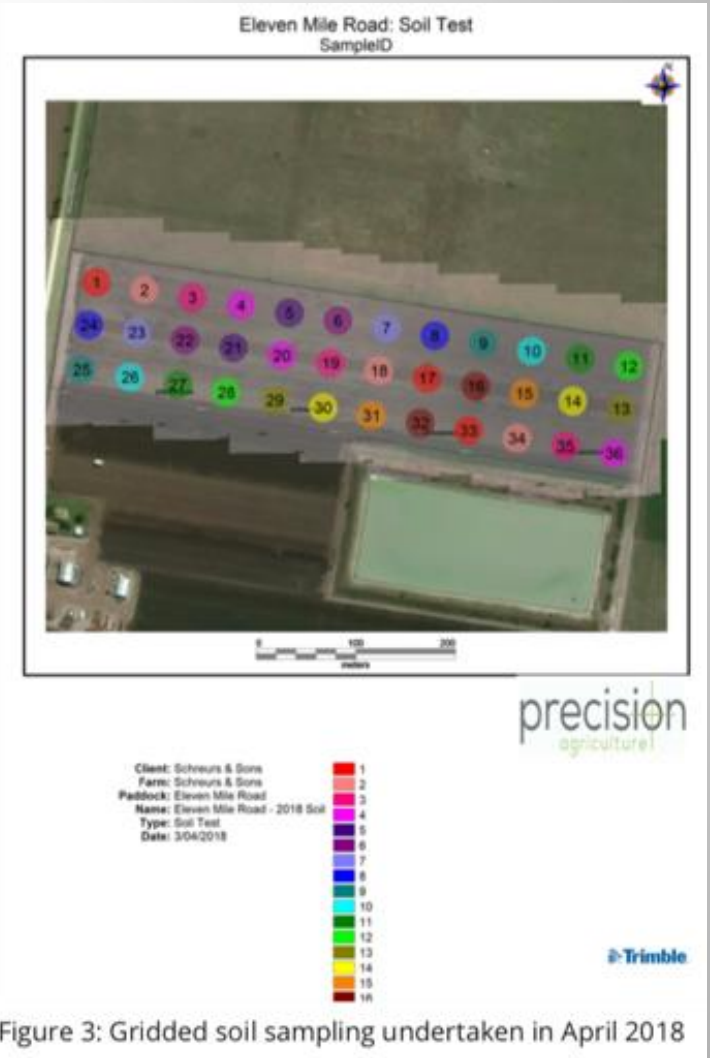 Eleven Mile Road: Soil Test
SampleID
N
1 2 3 4 5 6 7 8 9 10 11 12
24 23 22 21 20 19 18 17 16 15 14 13
25 26 27 28 29 30 31 32 33 34 35 36
0 100 200
meters
precision
agriculture
Client: Schreurs & Sons
Farm: Schreurs & Sons
Paddock: Eleven Mile Road
Name: Eleven Mile Road - 2018 Soil
Type: Soil Test
Date: 3/04/2018
1
2
3
4
5
6
7
8
9
10
11
12
13
14
15
16
Trimble
Figure 3: Gridded soil sampling undertaken in April 2018